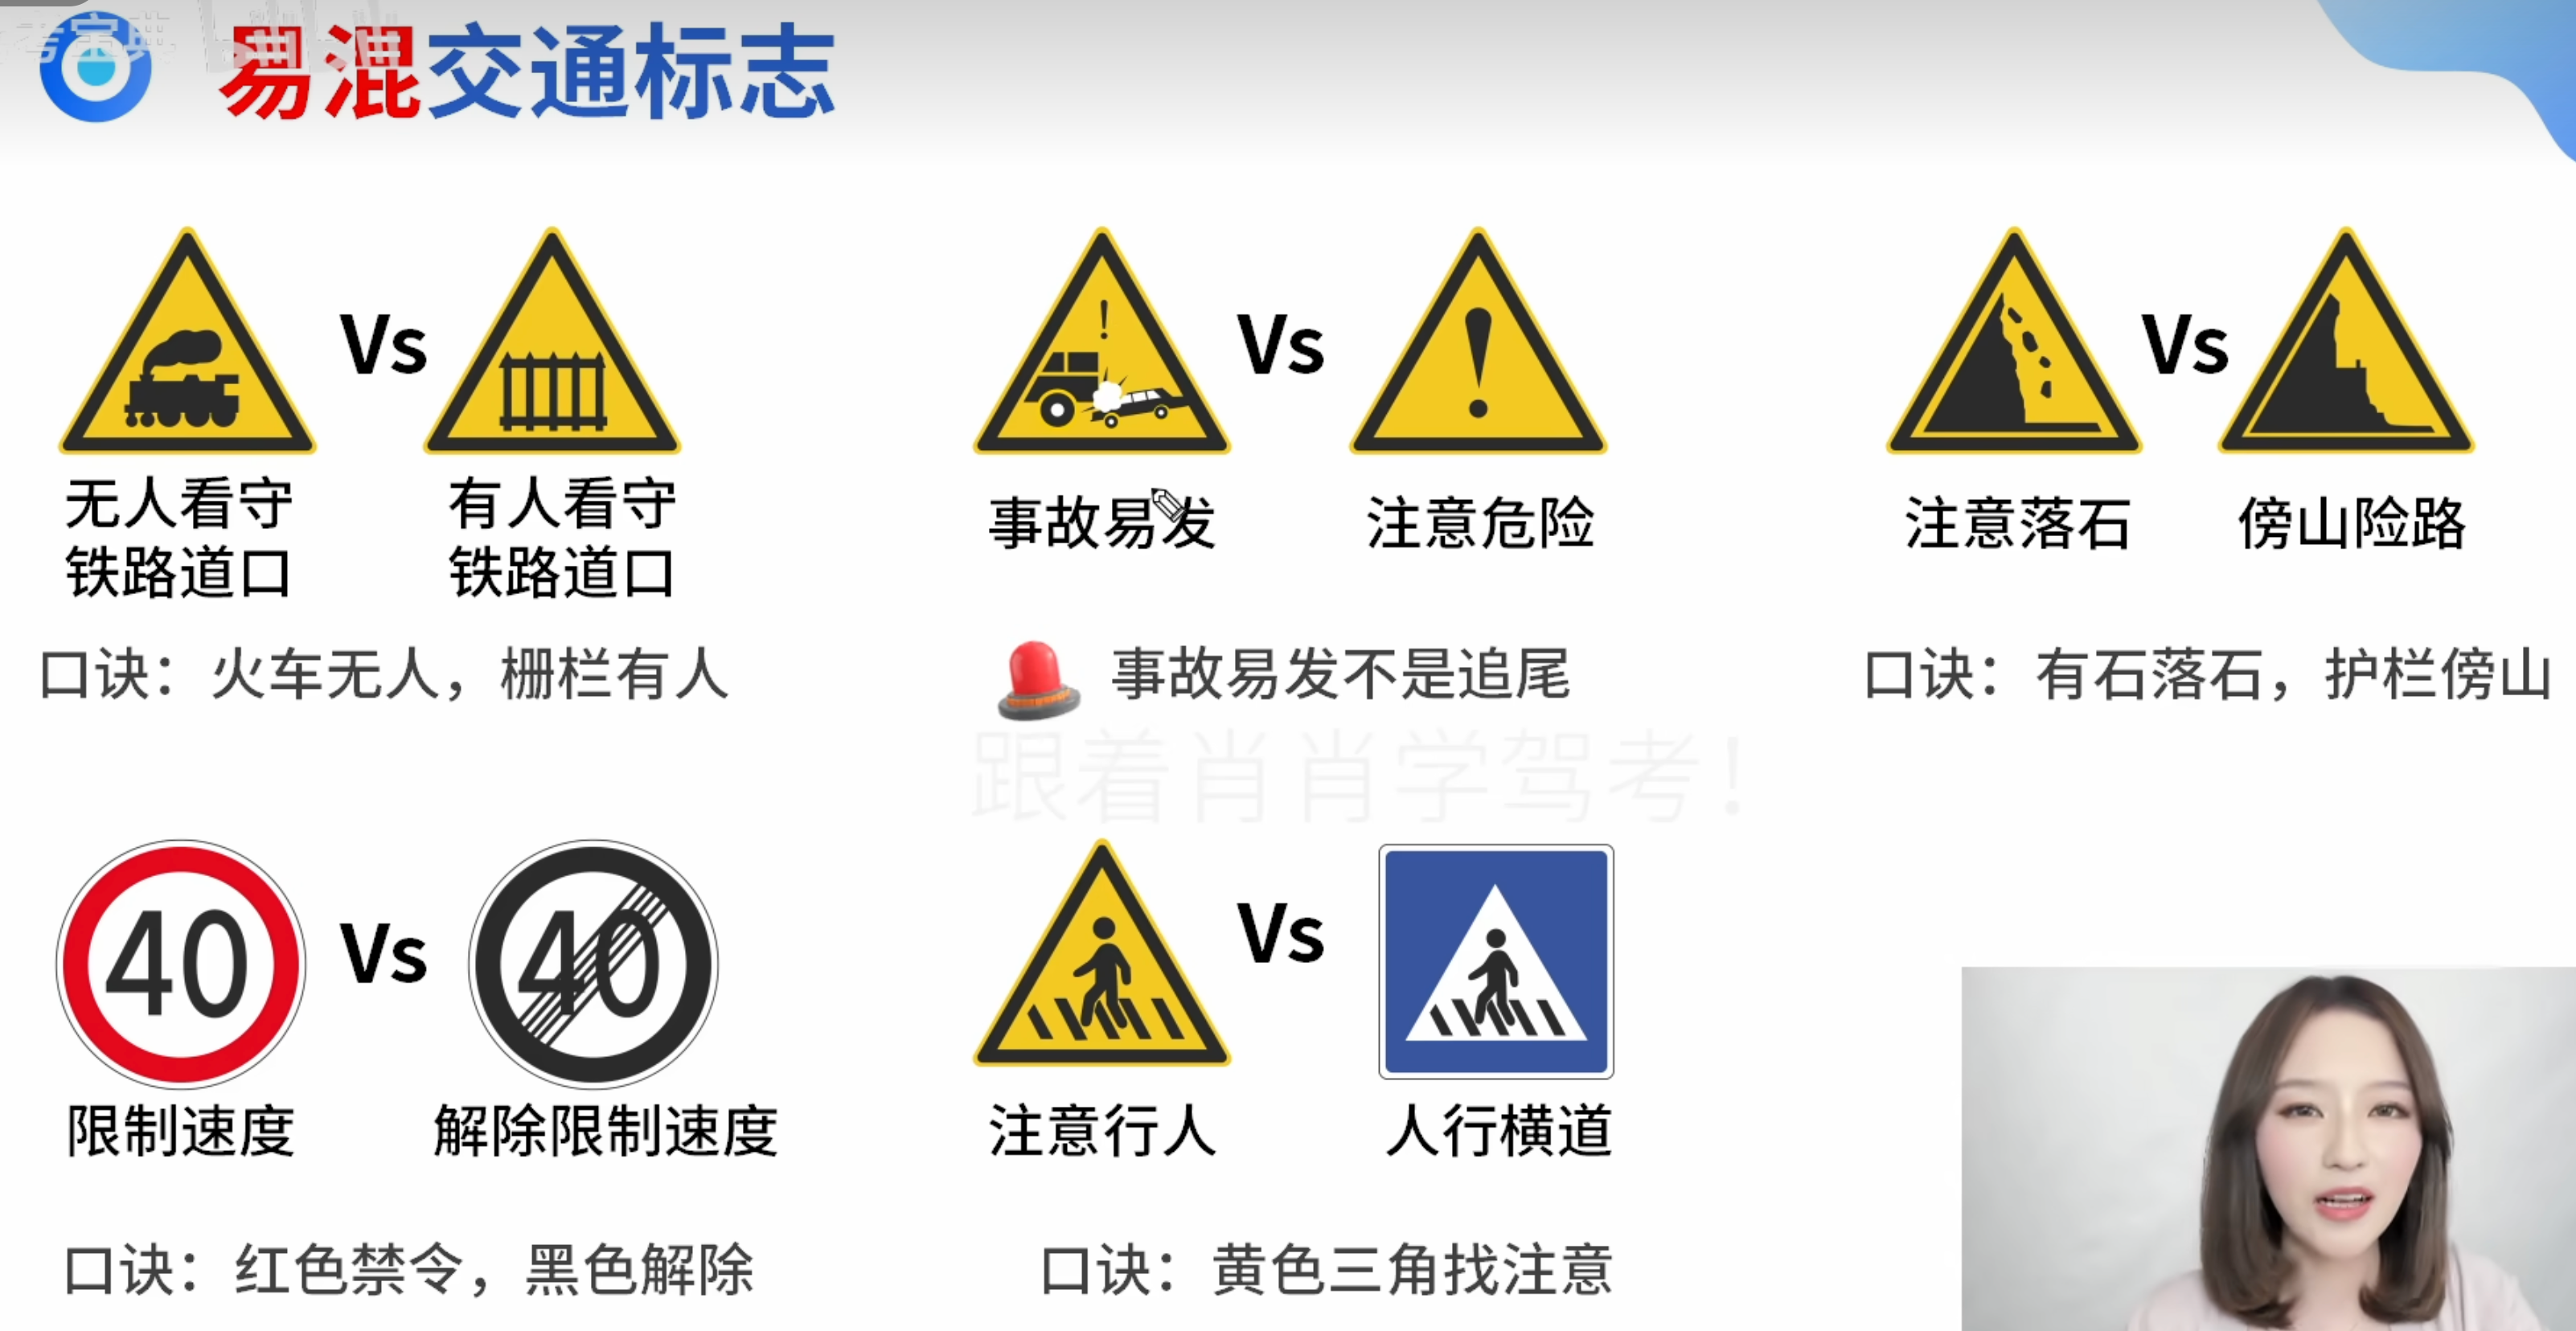 考宝典
易混交通标志
Vs
Vs
Vs
无人看守
铁路道口
有人看守
铁路道口
事故易发
注意危险
注意落石
傍山险路
口诀：火车无人，栅栏有人
事故易发不是追尾
口诀：有石落石，护栏傍山
跟着肖肖学驾考！
40
Vs
40
Vs
限制速度
解除限制速度
注意行人
人行横道
口诀：红色禁令，黑色解除
口诀：黄色三角找注意